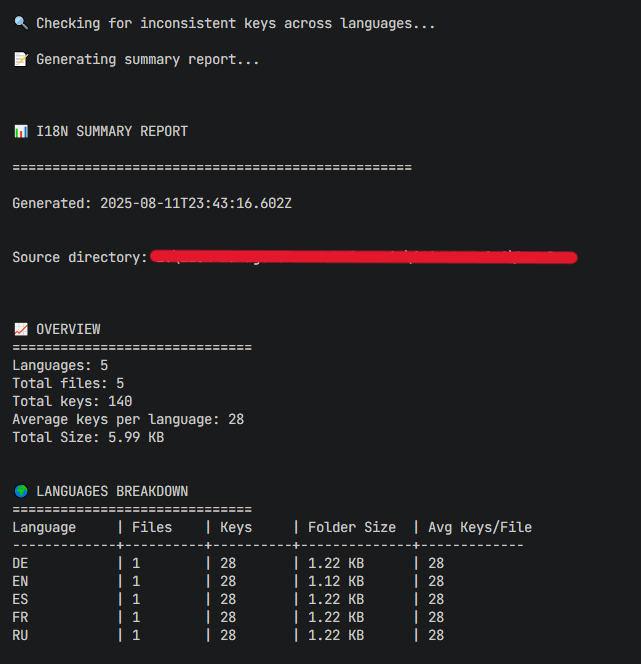 🔍 Checking for inconsistent keys across languages...
📝 Generating summary report...
📊 I18N SUMMARY REPORT
==================================================
Generated: 2025-08-11T23:43:16.602Z
Source directory:
📈 OVERVIEW
==============================
Languages: 5
Total files: 5
Total keys: 140
Average keys per language: 28
Total Size: 5.99 KB
🌍 LANGUAGES BREAKDOWN
==============================
Language     | Files    | Keys     | Folder Size  | Avg Keys/File
-------------+----------+----------+--------------+-------------
DE           | 1        | 28       | 1.22 KB      | 28
EN           | 1        | 28       | 1.12 KB      | 28
ES           | 1        | 28       | 1.22 KB      | 28
FR           | 1        | 28       | 1.22 KB      | 28
RU           | 1        | 28       | 1.22 KB      | 28